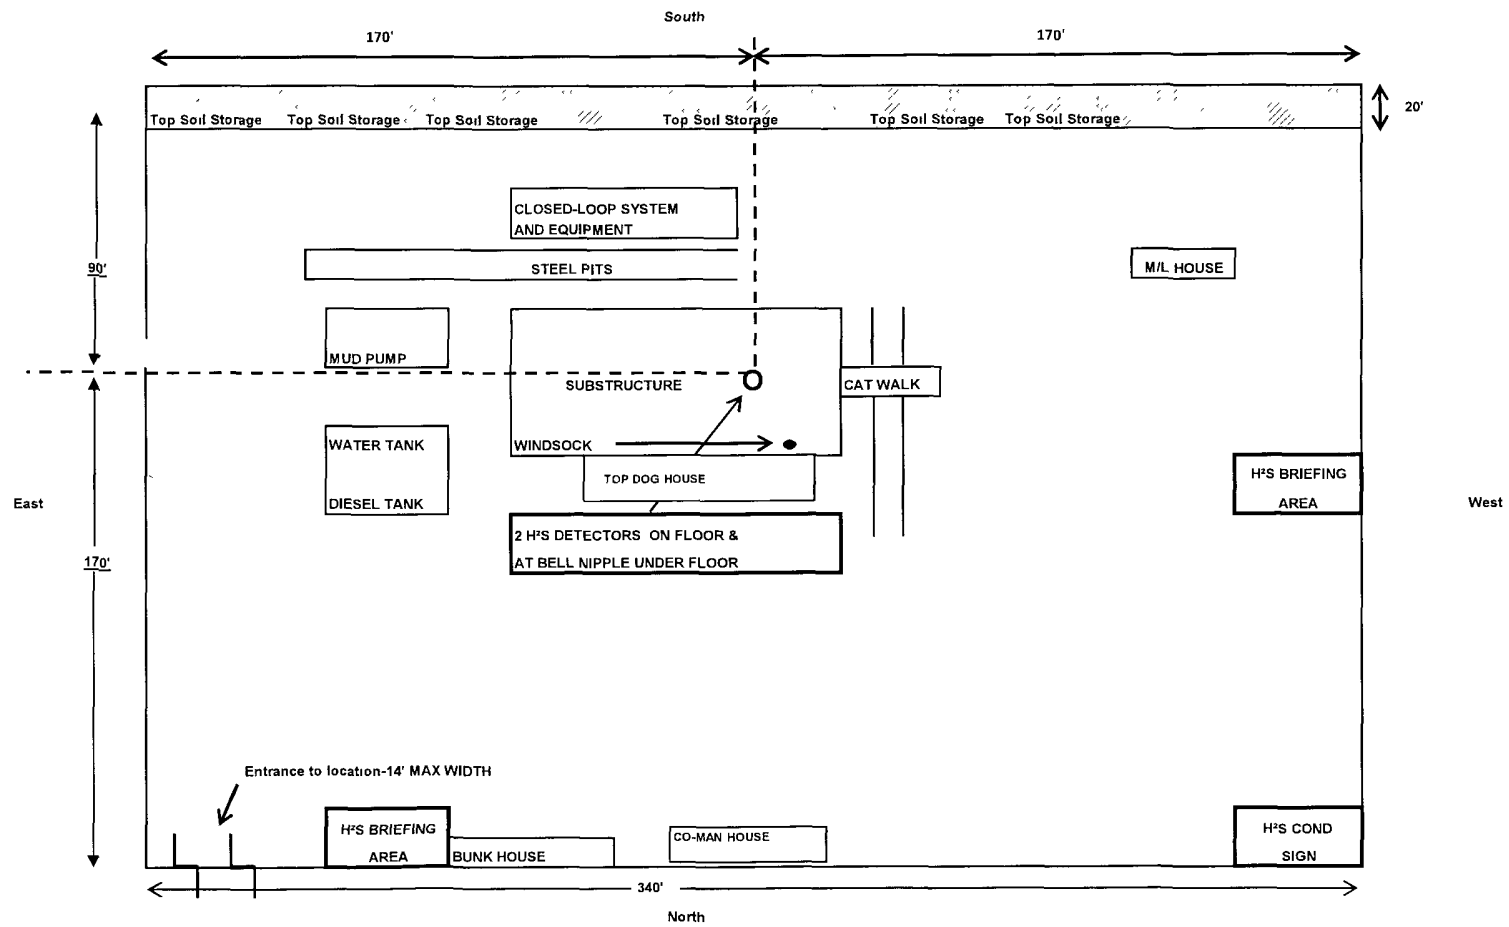 South
170'
170'
20'
Top Soil Storage
Top Soil Storage
Top Soil Storage
Top Soil Storage
Top Soil Storage
Top Soil Storage
CLOSED-LOOP SYSTEM
AND EQUIPMENT
STEEL PITS
M/L HOUSE
90'
MUD PUMP
SUBSTRUCTURE
CAT WALK
WATER TANK
WINDSOCK
TOP DOG HOUSE
H²S BRIEFING
AREA
East
West
DIESEL TANK
2 H²S DETECTORS ON FLOOR &
AT BELL NIPPLE UNDER FLOOR
170'
Entrance to location-14' MAX WIDTH
H²S BRIEFING
AREA
BUNK HOUSE
CO-MAN HOUSE
H²S COND
SIGN
340'
North